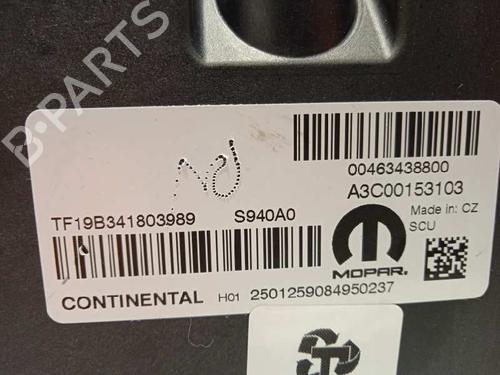 B-PARTS
00463438800
A3C00153103
TF19B341803989 S940A0
Made in: CZ
SCU
MOPAR.
CONTINENTAL H01 2501259084950237